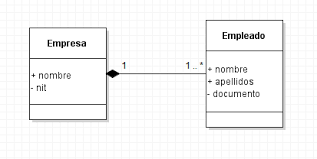 Empresa
+ nombre
- nit
1
1..*
Empleado
+ nombre
+ apellidos
- documento